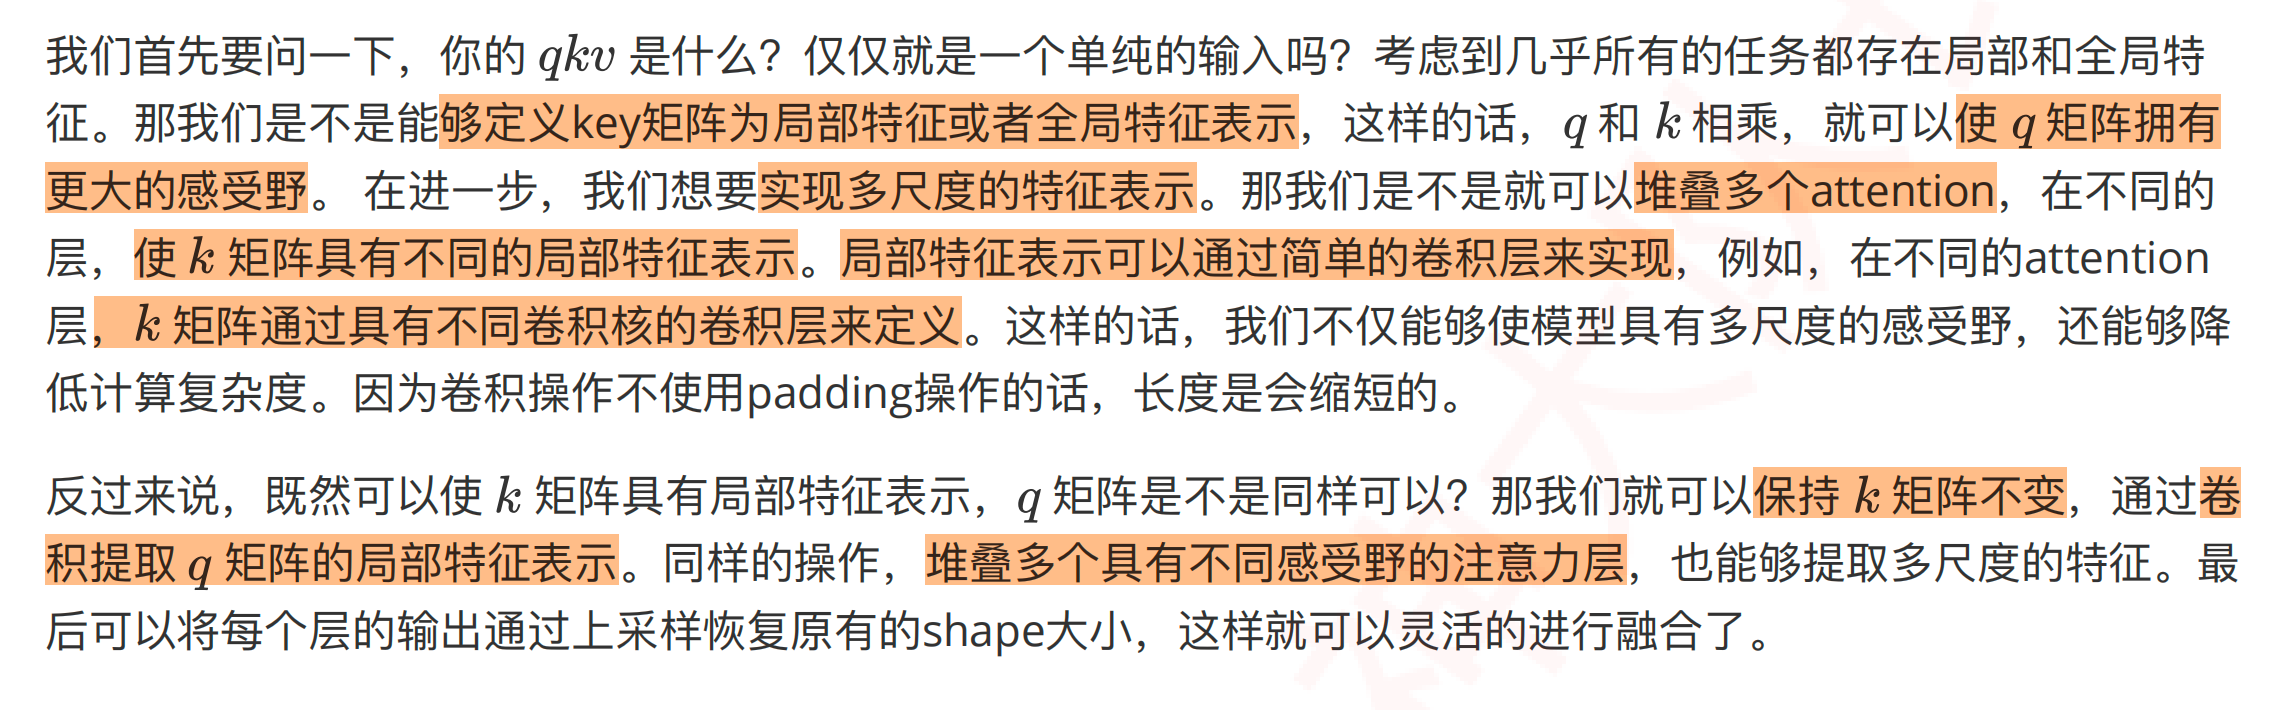 我们首先要问一下，你的 qkv 是什么？仅仅就是一个单纯的输入吗？考虑到几乎所有的任务都存在局部和全局特
征。那我们是不是能够定义key矩阵为局部特征或者全局特征表示，这样的话，q 和 k 相乘，就可以使 q 矩阵拥有
更大的感受野。 在进一步，我们想要实现多尺度的特征表示。那我们是不是就可以堆叠多个attention，在不同的
层，使 k 矩阵具有不同的局部特征表示。局部特征表示可以通过简单的卷积层来实现，例如，在不同的attention
层，k 矩阵通过具有不同卷积核的卷积层来定义。这样的话，我们不仅能够使模型具有多尺度的感受野，还能够降
低计算复杂度。因为卷积操作不使用padding操作的话，长度是会缩短的。
反过来说，既然可以使 k 矩阵具有局部特征表示，q 矩阵是不是同样可以？那我们就可以保持 k 矩阵不变，通过卷
积提取 q 矩阵的局部特征表示。同样的操作，堆叠多个具有不同感受野的注意力层，也能够提取多尺度的特征。最
后可以将每个层的输出通过上采样恢复原有的shape大小，这样就可以灵活的进行融合了。